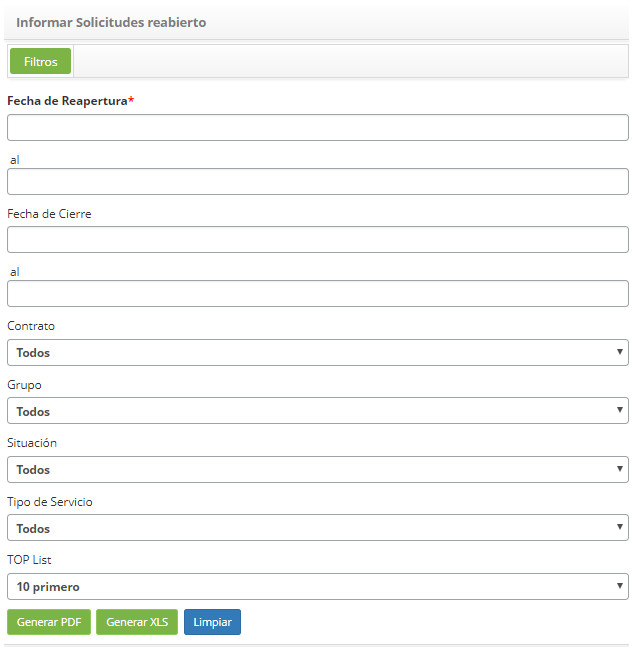 Informar Solicitudes reabierto
Filtros
Fecha de Reapertura*
al
Fecha de Cierre
al
Contrato
Todos
Grupo
Todos
Situación
Todos
Tipo de Servicio
Todos
TOP List
10 primero
Generar PDF Generar XLS Limpiar